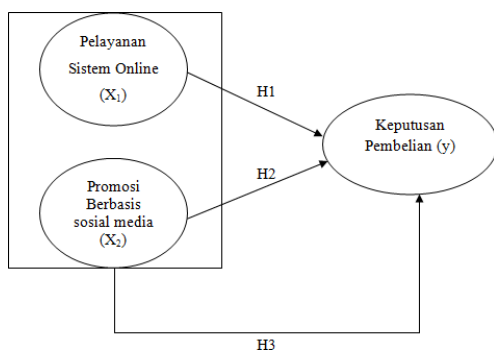 Pelayanan
Sistem Online
(X₁)
H1
Keputusan
Pembelian (y)
H2
Promosi
Berbasis
sosial media
(X₂)
H3